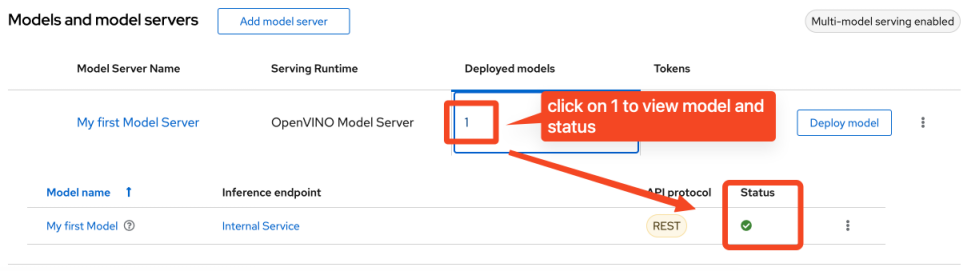 Models and model servers
Add model server
Multi-model serving enabled
Model Server Name
Serving Runtime
Deployed models
Tokens
My first Model Server
OpenVINO Model Server
1
click on 1 to view model and
status
Deploy model
Model name
Inference endpoint
API protocol
Status
My first Model
Internal Service
REST